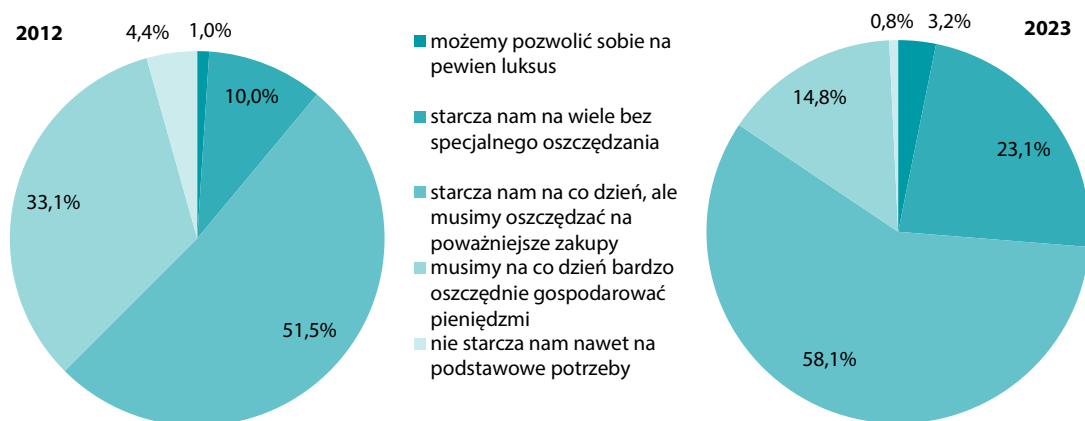 2012
4,4%
1,0%
10,0%
33,1%
51,5%
możemy pozwolić sobie na
pewien luksus
starcza nam na wiele bez
specjalnego oszczędzania
starcza nam na co dzień, ale
musimy oszczędzać na
poważniejsze zakupy
musimy na co dzień bardzo
oszczędnie gospodarować
pieniędzmi
nie starcza nam nawet na
podstawowe potrzeby
0,8%
3,2%
2023
14,8%
23,1%
58,1%